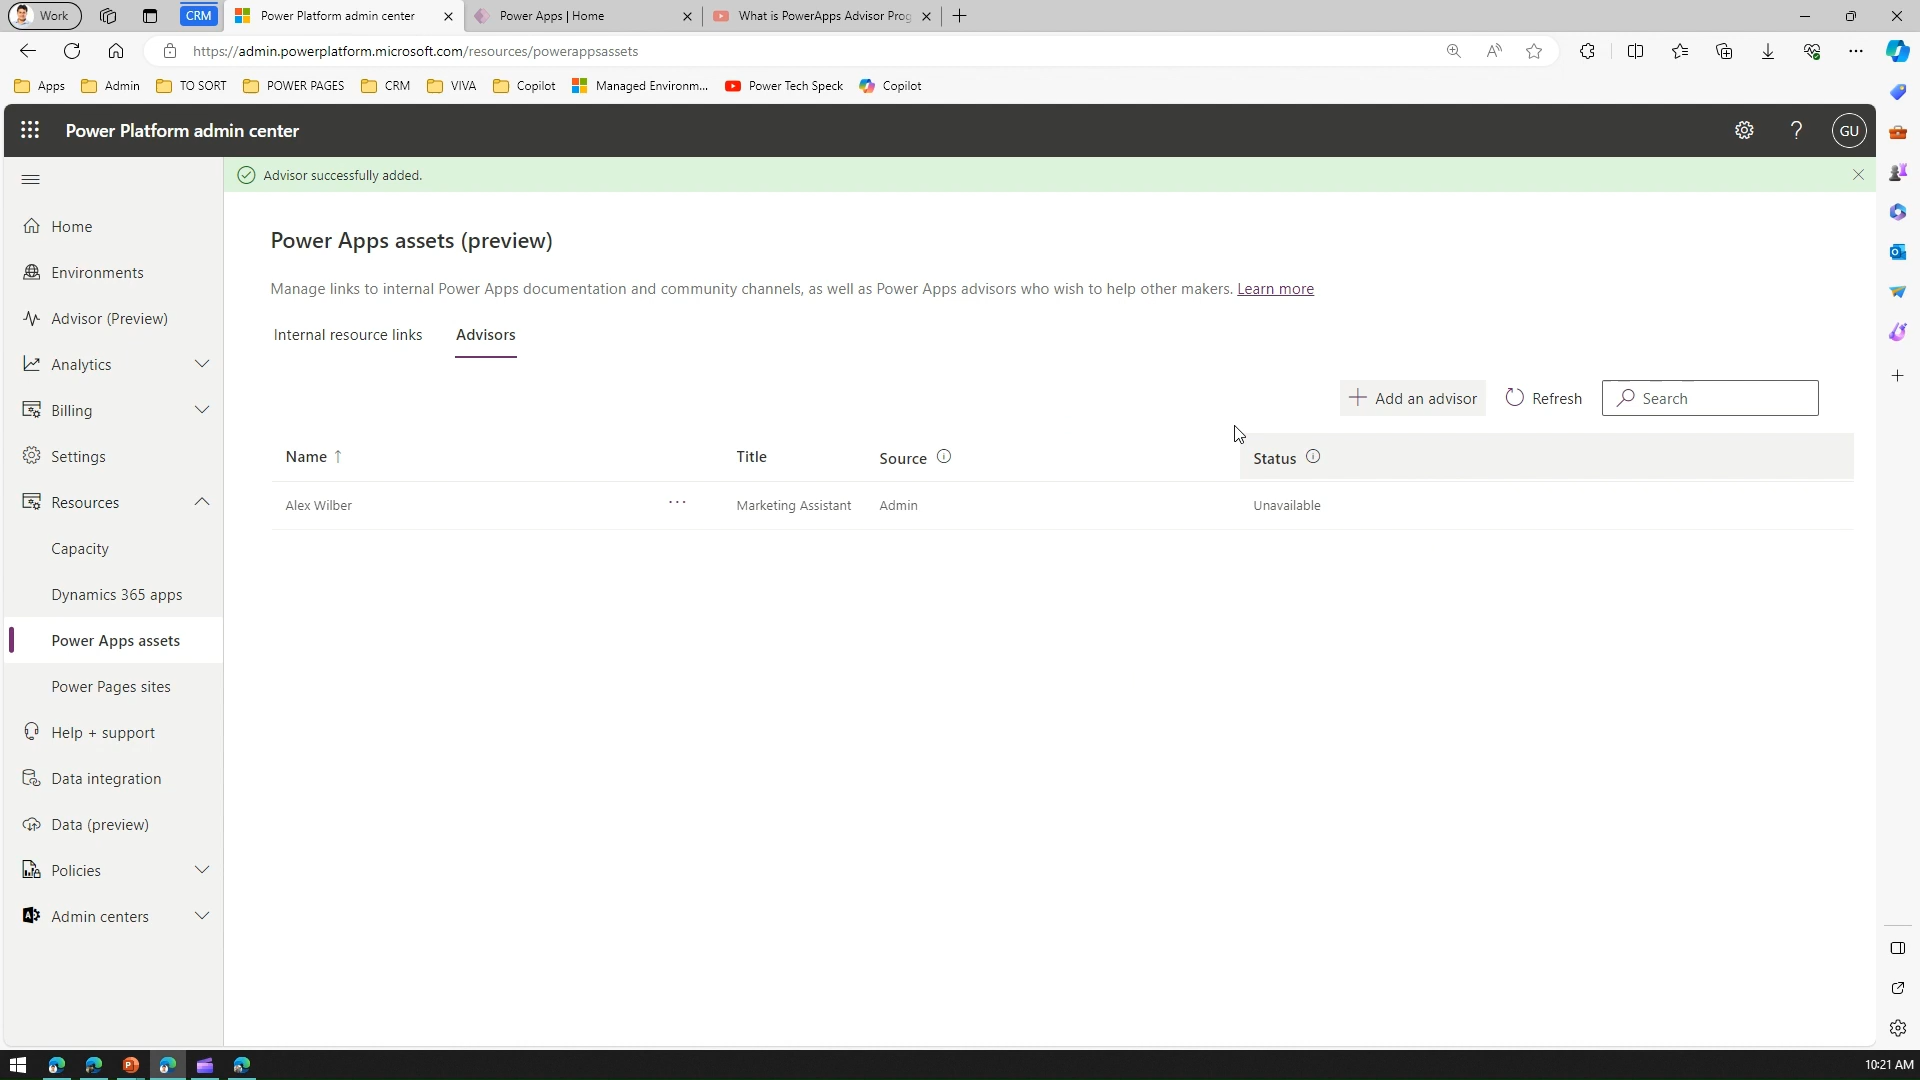 Work
CRM
Power Platform admin center
Power Apps | Home
What is PowerApps Advisor Prog
https://admin.powerplatform.microsoft.com/resources/powerappsassets
Apps
Admin
TO SORT
POWER PAGES
CRM
VIVA
Copilot
Managed Environm...
Power Tech Speck
Copilot
Power Platform admin center
GU
Advisor successfully added.
Home
Environments
Advisor (Preview)
Analytics
Billing
Settings
Resources
Capacity
Dynamics 365 apps
Power Apps assets
Power Pages sites
Help + support
Data integration
Data (preview)
Policies
Admin centers
Power Apps assets (preview)
Manage links to internal Power Apps documentation and community channels, as well as Power Apps advisors who wish to help other makers. Learn more
Internal resource links
Advisors
Add an advisor
Refresh
Search
Name ↑ Title Source Status
Alex Wilber ... Marketing Assistant Admin Unavailable
10:21 AM